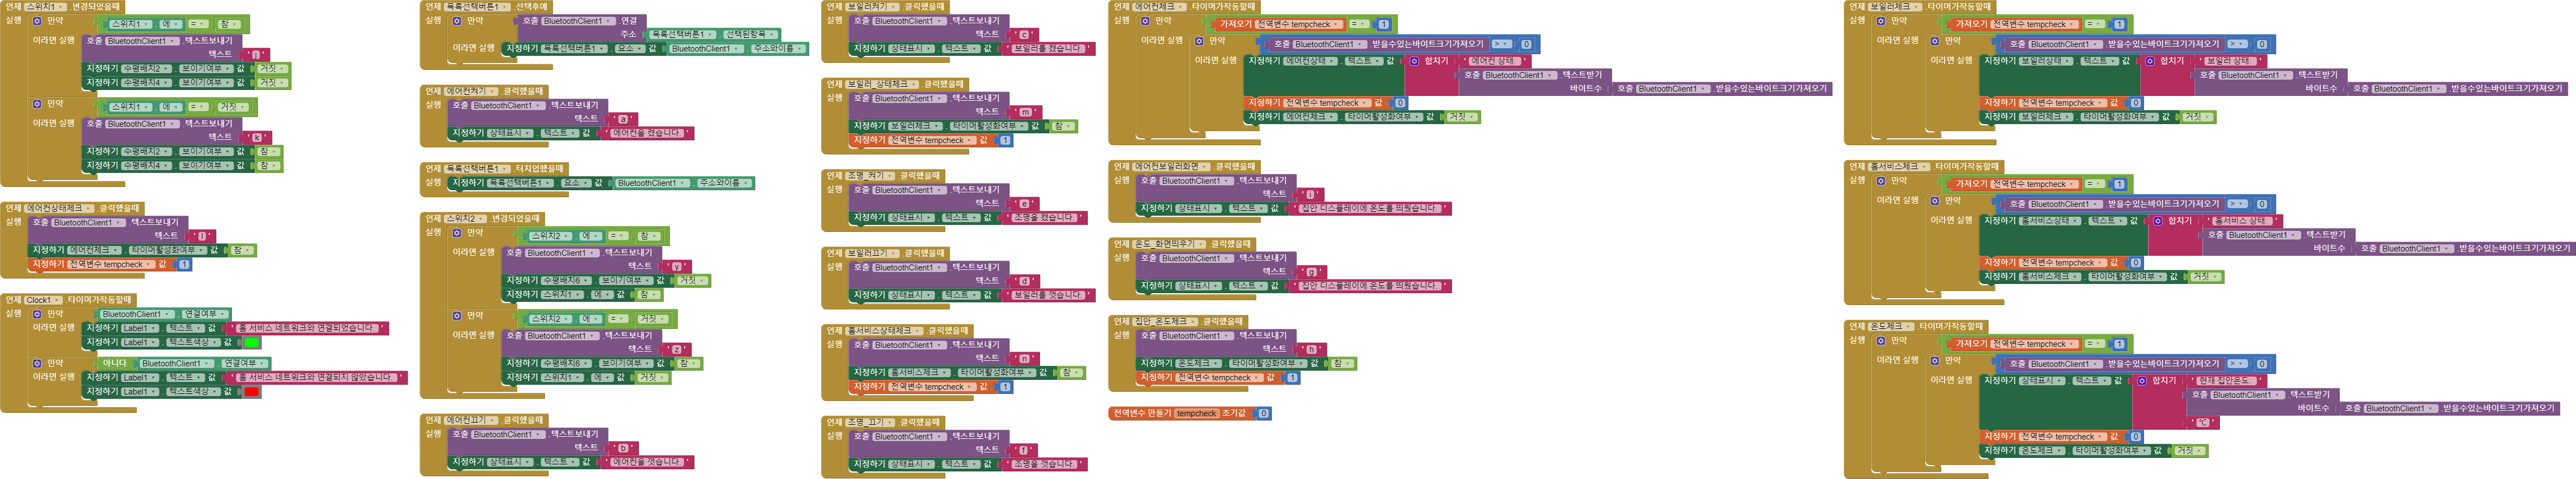 언제 스위치1 .변경되었을때
실행 만약 스위치1 . 에 = 참
이라면 실행 호출 BluetoothClient1 .텍스트보내기
텍스트 " j "
지정하기 수평배치2 . 보이기여부 값 거짓
지정하기 수평배치4 . 보이기여부 값 거짓
만약 스위치1 . 에 = 거짓
이라면 실행 호출 BluetoothClient1 .텍스트보내기
텍스트 " k "
지정하기 수평배치2 . 보이기여부 값 참
지정하기 수평배치4 . 보이기여부 값 참
언제 에어컨상태체크 .클릭했을때
실행 호출 BluetoothClient1 .텍스트보내기
텍스트 " l "
지정하기 에어컨체크 . 타이머활성화여부 값 참
지정하기 전역변수 tempcheck 값 1
언제 Clock1 .타이머가작동할때
실행 만약 BluetoothClient1 . 연결여부
이라면 실행 지정하기 Label1 . 텍스트 값 " 홈 서비스 네트워크와 연결되었습니다. "
지정하기 Label1 . 텍스트색상 값
만약 아니다 BluetoothClient1 . 연결여부
이라면 실행 지정하기 Label1 . 텍스트 값 " 홈 서비스 네트워크와 연결되지 않았습니다. "
지정하기 Label1 . 텍스트색상 값
언제 목록선택버튼1 .선택후에
실행 만약 호출 BluetoothClient1 .연결
주소 목록선택버튼1 . 선택된항목
이라면 실행 지정하기 목록선택버튼1 . 요소 값 BluetoothClient1 . 주소와이름
언제 에어컨켜기 .클릭했을때
실행 호출 BluetoothClient1 .텍스트보내기
텍스트 " a "
지정하기 상태표시 . 텍스트 값 " 에어컨을 켰습니다. "
언제 목록선택버튼1 .터치업했을때
실행 지정하기 목록선택버튼1 . 요소 값 BluetoothClient1 . 주소와이름
언제 스위치2 .변경되었을때
실행 만약 스위치2 . 에 = 참
이라면 실행 호출 BluetoothClient1 .텍스트보내기
텍스트 " y "
지정하기 수평배치6 . 보이기여부 값 거짓
지정하기 스위치1 . 에 값 참
만약 스위치2 . 에 = 거짓
이라면 실행 호출 BluetoothClient1 .텍스트보내기
텍스트 " z "
지정하기 수평배치6 . 보이기여부 값 참
지정하기 스위치1 . 에 값 거짓
언제 에어컨끄기 .클릭했을때
실행 호출 BluetoothClient1 .텍스트보내기
텍스트 " b "
지정하기 상태표시 . 텍스트 값 " 에어컨을 껐습니다. "
언제 보일러켜기 .클릭했을때
실행 호출 BluetoothClient1 .텍스트보내기
텍스트 " c "
지정하기 상태표시 . 텍스트 값 " 보일러를 켰습니다. "
언제 보일러_상태체크 .클릭했을때
실행 호출 BluetoothClient1 .텍스트보내기
텍스트 " m "
지정하기 보일러체크 . 타이머활성화여부 값 참
지정하기 전역변수 tempcheck 값 1
언제 조명_켜기 .클릭했을때
실행 호출 BluetoothClient1 .텍스트보내기
텍스트 " e "
지정하기 상태표시 . 텍스트 값 " 조명을 켰습니다. "
언제 보일러끄기 .클릭했을때
실행 호출 BluetoothClient1 .텍스트보내기
텍스트 " d "
지정하기 상태표시 . 텍스트 값 " 보일러를 껏습니다. "
언제 홈서비스상태체크 .클릭했을때
실행 호출 BluetoothClient1 .텍스트보내기
텍스트 " n "
지정하기 홈서비스체크 . 타이머활성화여부 값 참
지정하기 전역변수 tempcheck 값 1
언제 조명_끄기 .클릭했을때
실행 호출 BluetoothClient1 .텍스트보내기
텍스트 " f "
지정하기 상태표시 . 텍스트 값 " 조명을 껏습니다. "
언제 에어컨체크 .타이머가작동할때
실행 만약 가져오기 전역변수 tempcheck = 1
이라면 실행 만약 호출 BluetoothClient1 .받을수있는바이트크기가져오기 > 0
이라면 실행 지정하기 에어컨상태 . 텍스트 값 합치기 " 에어컨 상태: "
호출 BluetoothClient1 .텍스트받기
바이트수 호출 BluetoothClient1 .받을수있는바이트크기가져오기
지정하기 전역변수 tempcheck 값 0
지정하기 에어컨체크 . 타이머활성화여부 값 거짓
언제 에어컨보일러화면 .클릭했을때
실행 호출 BluetoothClient1 .텍스트보내기
텍스트 " i "
지정하기 상태표시 . 텍스트 값 " 집안 디스플레이에 온도를 띄웠습니다. "
언제 온도_화면띄우기 .클릭했을때
실행 호출 BluetoothClient1 .텍스트보내기
텍스트 " g "
지정하기 상태표시 . 텍스트 값 " 집안 디스플레이에 온도를 띄웠습니다. "
언제 집안_온도체크 .클릭했을때
실행 호출 BluetoothClient1 .텍스트보내기
텍스트 " h "
지정하기 온도체크 . 타이머활성화여부 값 참
지정하기 전역변수 tempcheck 값 1
전역변수 만들기 tempcheck 초기값 0
언제 보일러체크 .타이머가작동할때
실행 만약 가져오기 전역변수 tempcheck = 1
이라면 실행 만약 호출 BluetoothClient1 .받을수있는바이트크기가져오기 > 0
이라면 실행 지정하기 보일러상태 . 텍스트 값 합치기 " 보일러 상태: "
호출 BluetoothClient1 .텍스트받기
바이트수 호출 BluetoothClient1 .받을수있는바이트크기가져오기
지정하기 전역변수 tempcheck 값 0
지정하기 보일러체크 . 타이머활성화여부 값 거짓
언제 홈서비스체크 .타이머가작동할때
실행 만약 가져오기 전역변수 tempcheck = 1
이라면 실행 만약 호출 BluetoothClient1 .받을수있는바이트크기가져오기 > 0
이라면 실행 지정하기 홈서비스상태 . 텍스트 값 합치기 " 홈서비스 상태: "
호출 BluetoothClient1 .텍스트받기
바이트수 호출 BluetoothClient1 .받을수있는바이트크기가져오기
지정하기 전역변수 tempcheck 값 0
지정하기 홈서비스체크 . 타이머활성화여부 값 거짓
언제 온도체크 .타이머가작동할때
실행 만약 가져오기 전역변수 tempcheck = 1
이라면 실행 만약 호출 BluetoothClient1 .받을수있는바이트크기가져오기 > 0
이라면 실행 지정하기 상태표시 . 텍스트 값 합치기 " 현재 집안온도: "
호출 BluetoothClient1 .텍스트받기
바이트수 호출 BluetoothClient1 .받을수있는바이트크기가져오기
" ℃ "
지정하기 전역변수 tempcheck 값 0
지정하기 온도체크 . 타이머활성화여부 값 거짓